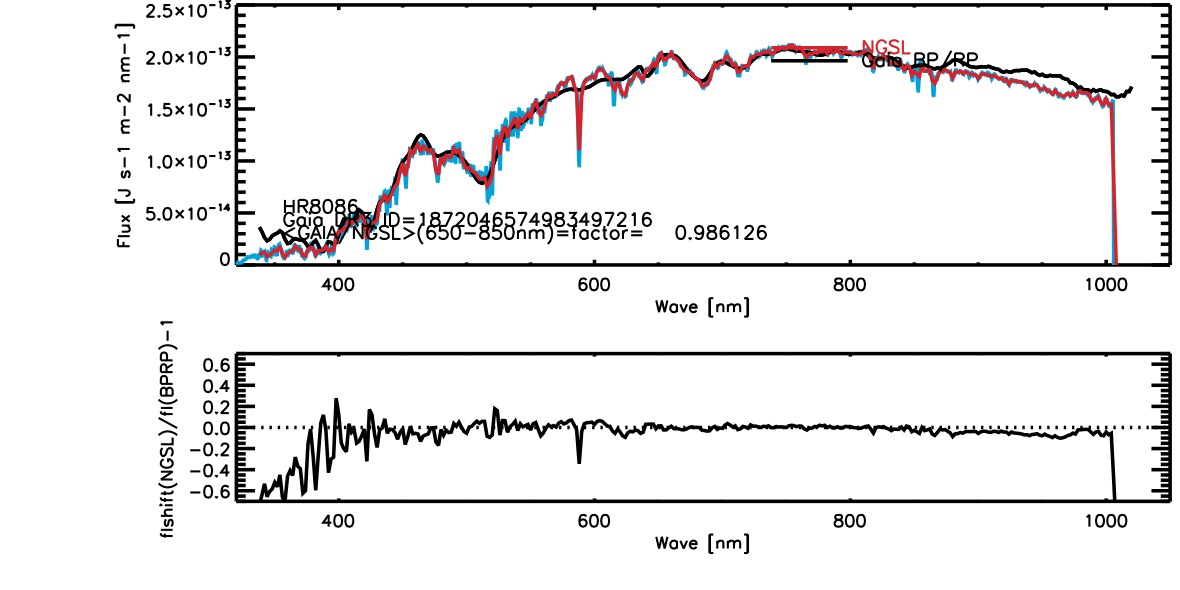 2.5×10−13
2.0×10−13
1.5×10−13
1.0×10−13
5.0×10−14
0
Flux [J s−1 m−2 nm−1]
NGSL
Gaia BP/RP
HR8086
Gaia DR3 ID=1872046574983497216
<GAIA/NGSL>(650−850nm)=factor= 0.986126
400 600 800 1000
Wave [nm]
flshift(NGSL)/fl(BPRP)−1
0.6
0.4
0.2
0.0
−0.2
−0.4
−0.6
400 600 800 1000
Wave [nm]